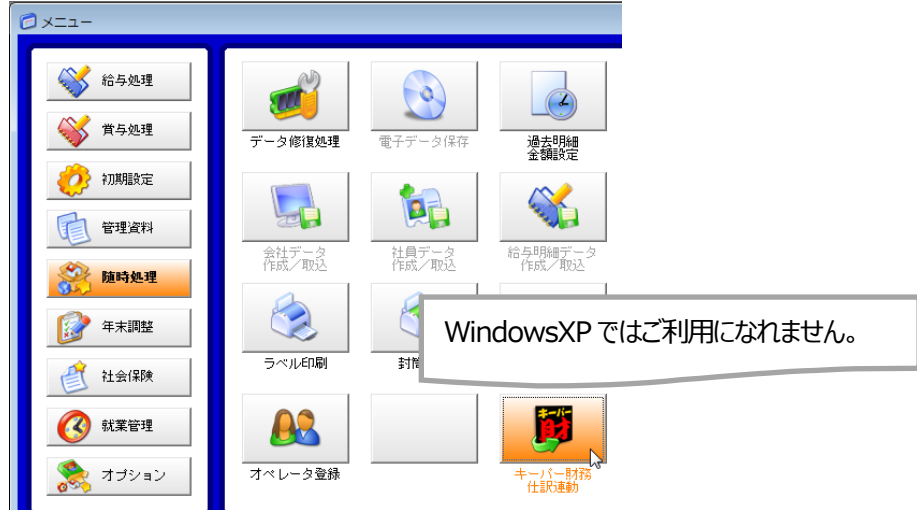 メニュー
給与処理
賞与処理
初期設定
管理資料
随時処理
年末調整
社会保険
就業管理
オプション
データ修復処理
電子データ保存
過去明細
金額設定
会社データ
作成／取込
社員データ
作成／取込
給与明細データ
作成／取込
ラベル印刷
封筒
WindowsXP ではご利用になれません。
オペレータ登録
キーパー
財
キーパー財務
仕訳連動